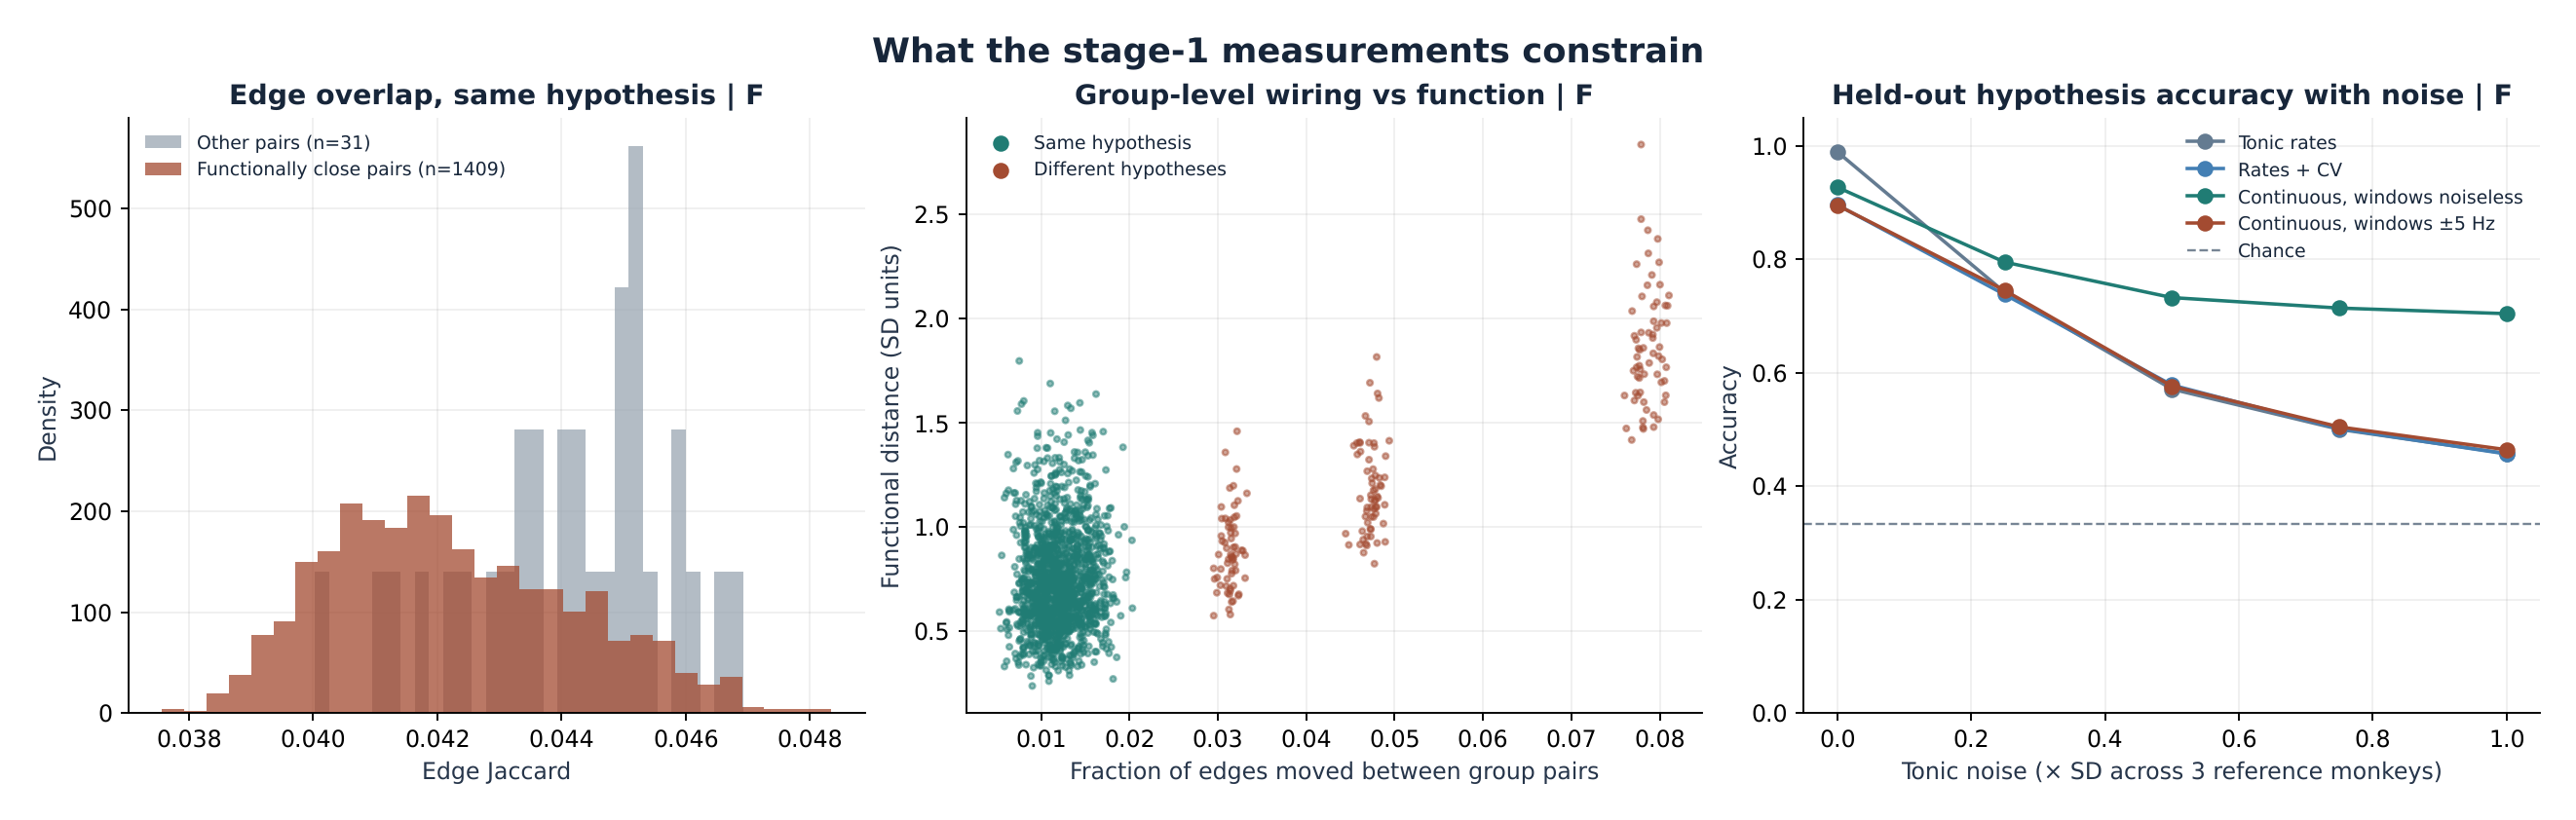 What the stage-1 measurements constrain
Edge overlap, same hypothesis | F
Other pairs (n=31)
Functionally close pairs (n=1409)
Density
500
400
300
200
100
0
0.038 0.040 0.042 0.044 0.046 0.048
Edge Jaccard
Group-level wiring vs function | F
Same hypothesis
Different hypotheses
Functional distance (SD units)
2.5
2.0
1.5
1.0
0.5
0.01 0.02 0.03 0.04 0.05 0.06 0.07 0.08
Fraction of edges moved between group pairs
Held-out hypothesis accuracy with noise | F
Tonic rates
Rates + CV
Continuous, windows noiseless
Continuous, windows ±5 Hz
Chance
Accuracy
1.0
0.8
0.6
0.4
0.2
0.0
0.0 0.2 0.4 0.6 0.8 1.0
Tonic noise (× SD across 3 reference monkeys)